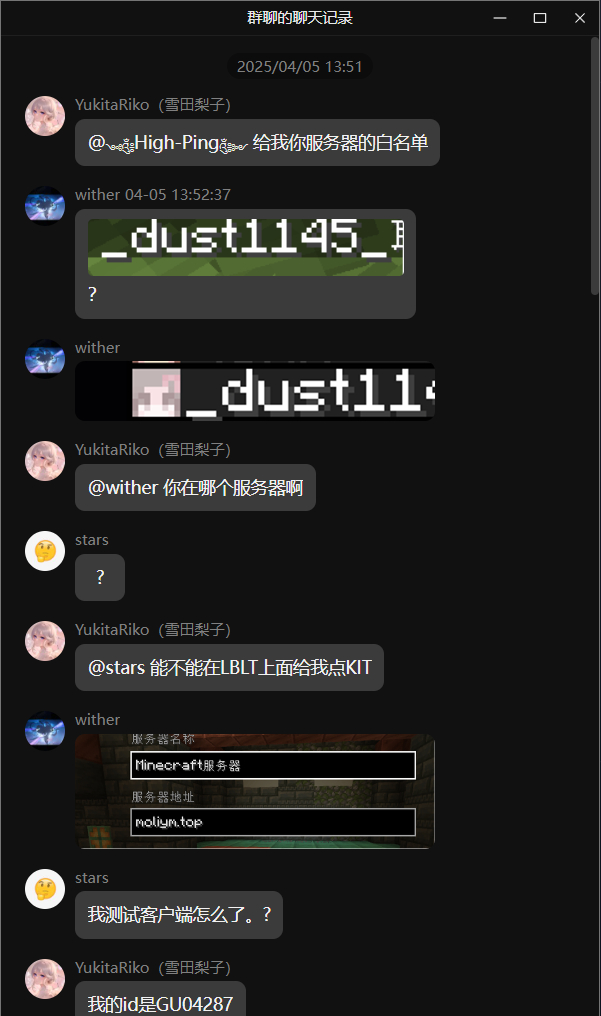 群聊的聊天记录
2025/04/05 13:51
YukitaRiko（雪田梨子）
@High-Ping 给我你服务器的白名单
wither 04-05 13:52:37
_dust1145_
?
wither
_dust114
YukitaRiko（雪田梨子）
@wither 你在哪个服务器啊
stars
?
YukitaRiko（雪田梨子）
@stars 能不能在LBLT上面给我点KIT
wither
服务器名称
Minecraft服务器
服务器地址
moliym.top
stars
我测试客户端怎么了。?
YukitaRiko（雪田梨子）
我的id是GU04287